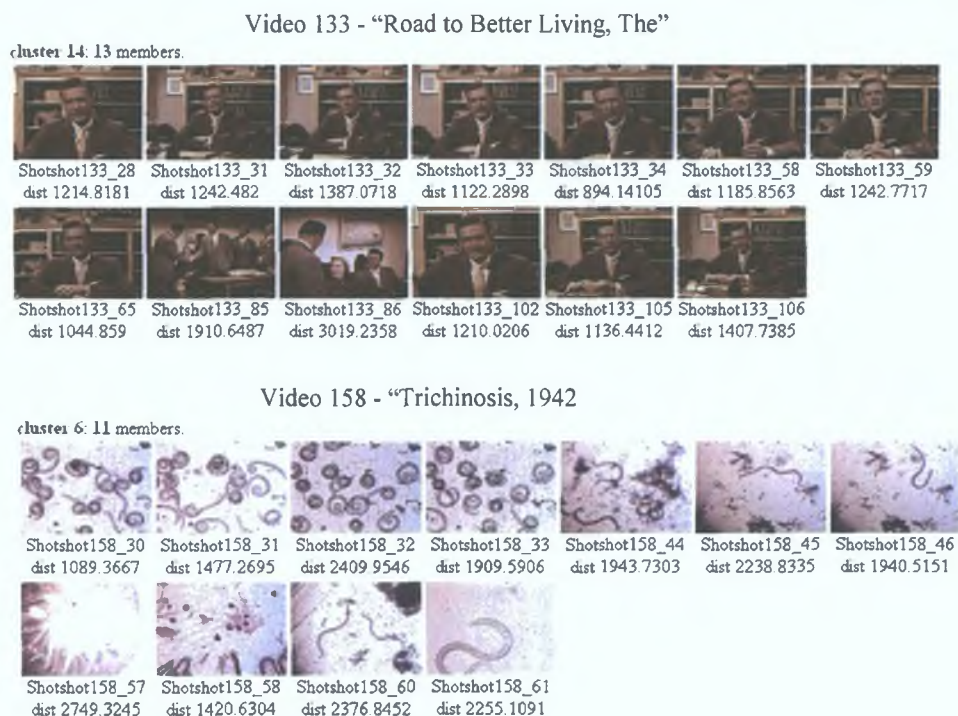 Video 133 - “Road to Better Living, The”
cluster 14: 13 members.
Shotshot133_28 Shotshot133_31 Shotshot133_32 Shotshot133_33 Shotshot133_34 Shotshot133_58 Shotshot133_59
dist 1214.8181 dist 1242.482 dist 1387.0718 dist 1122.2898 dist 894.14105 dist 1185.8563 dist 1242.7717
Shotshot133_65 Shotshot133_85 Shotshot133_86 Shotshot133_102 Shotshot133_105 Shotshot133_106
dist 1044.859 dist 1910.6487 dist 3019.2358 dist 1210.0206 dist 1136.4412 dist 1407.7385
Video 158 - “Trichinosis, 1942
cluster 6: 11 members.
Shotshot158_30 Shotshot158_31 Shotshot158_32 Shotshot158_33 Shotshot158_44 Shotshot158_45 Shotshot158_46
dist 1089.3667 dist 1477.2695 dist 2409.9546 dist 1909.5906 dist 1943.7303 dist 2238.8335 dist 1940.5151
Shotshot158_57 Shotshot158_58 Shotshot158_60 Shotshot158_61
dist 2749.3245 dist 1420.6304 dist 2376.8452 dist 2255.1091